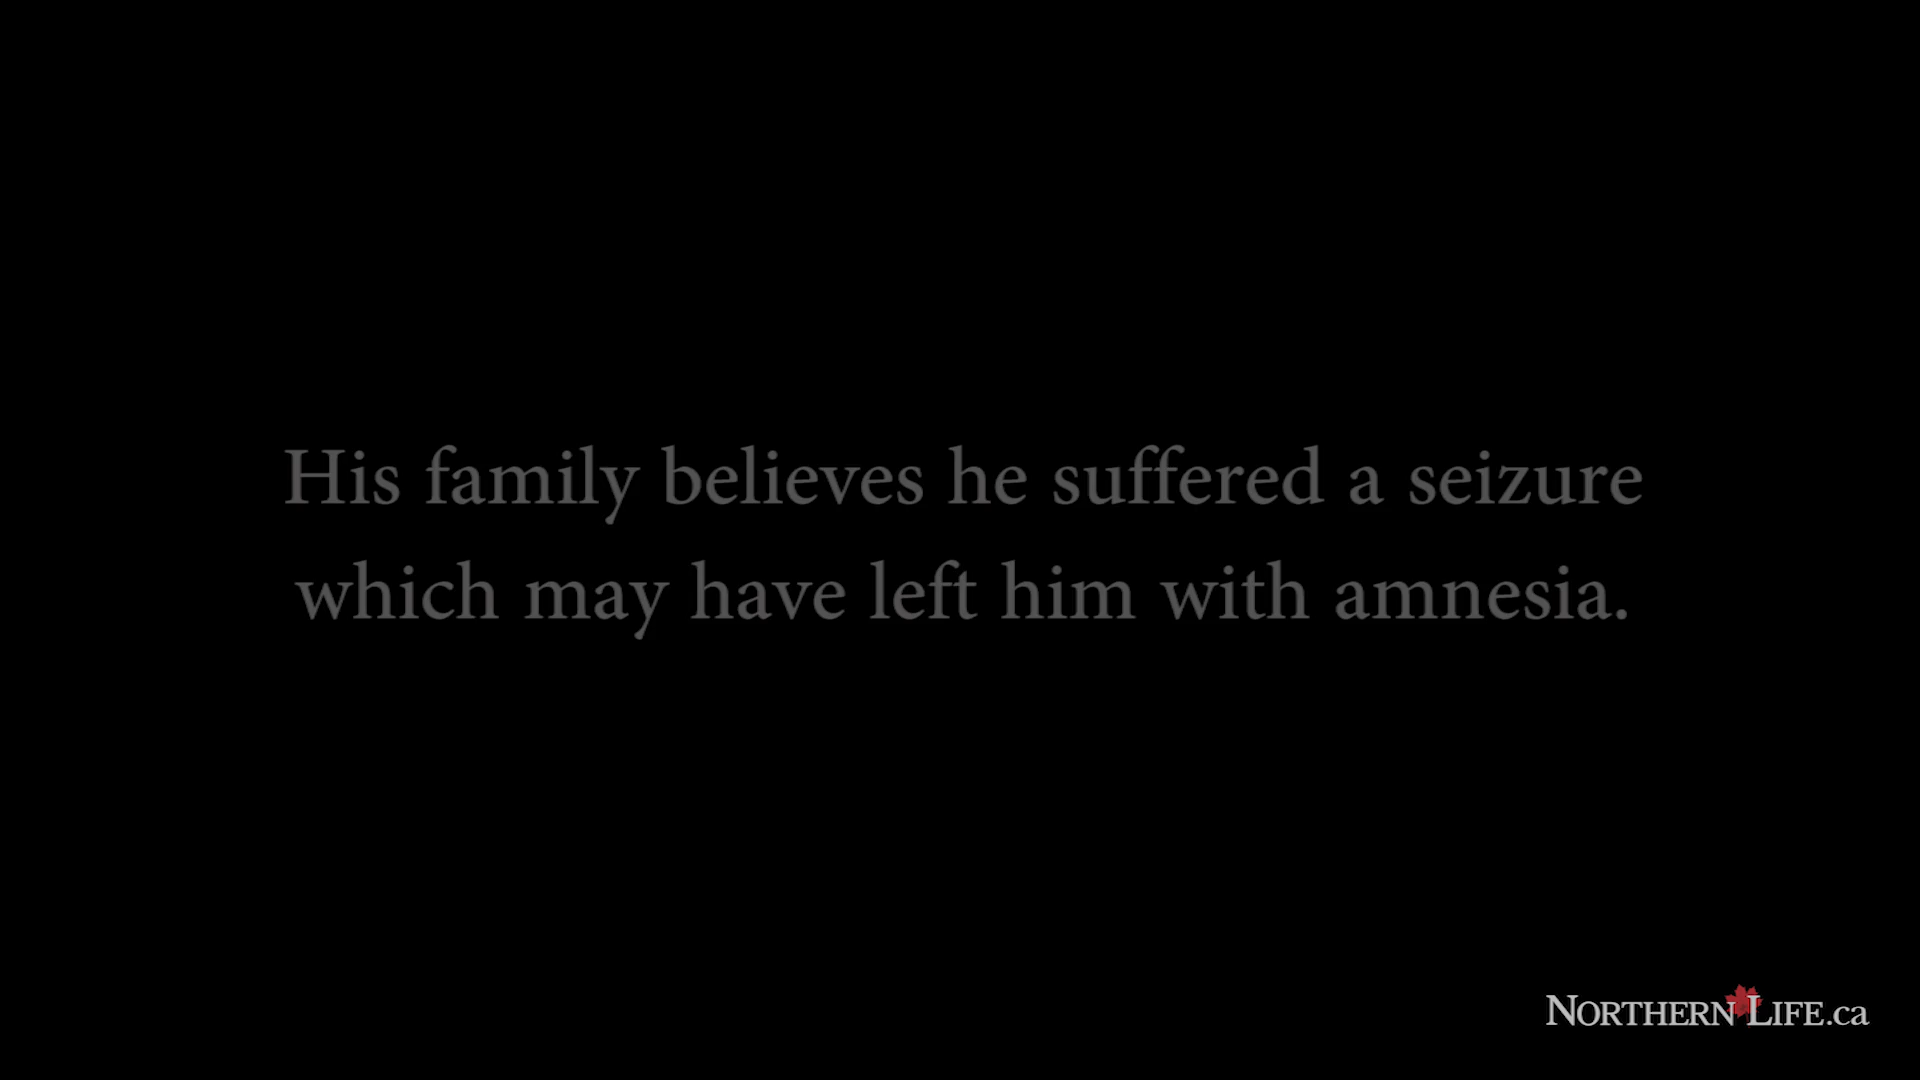 His family believes he suffered a seizure
which may have left him with amnesia.
NORTHERN LIFE.ca